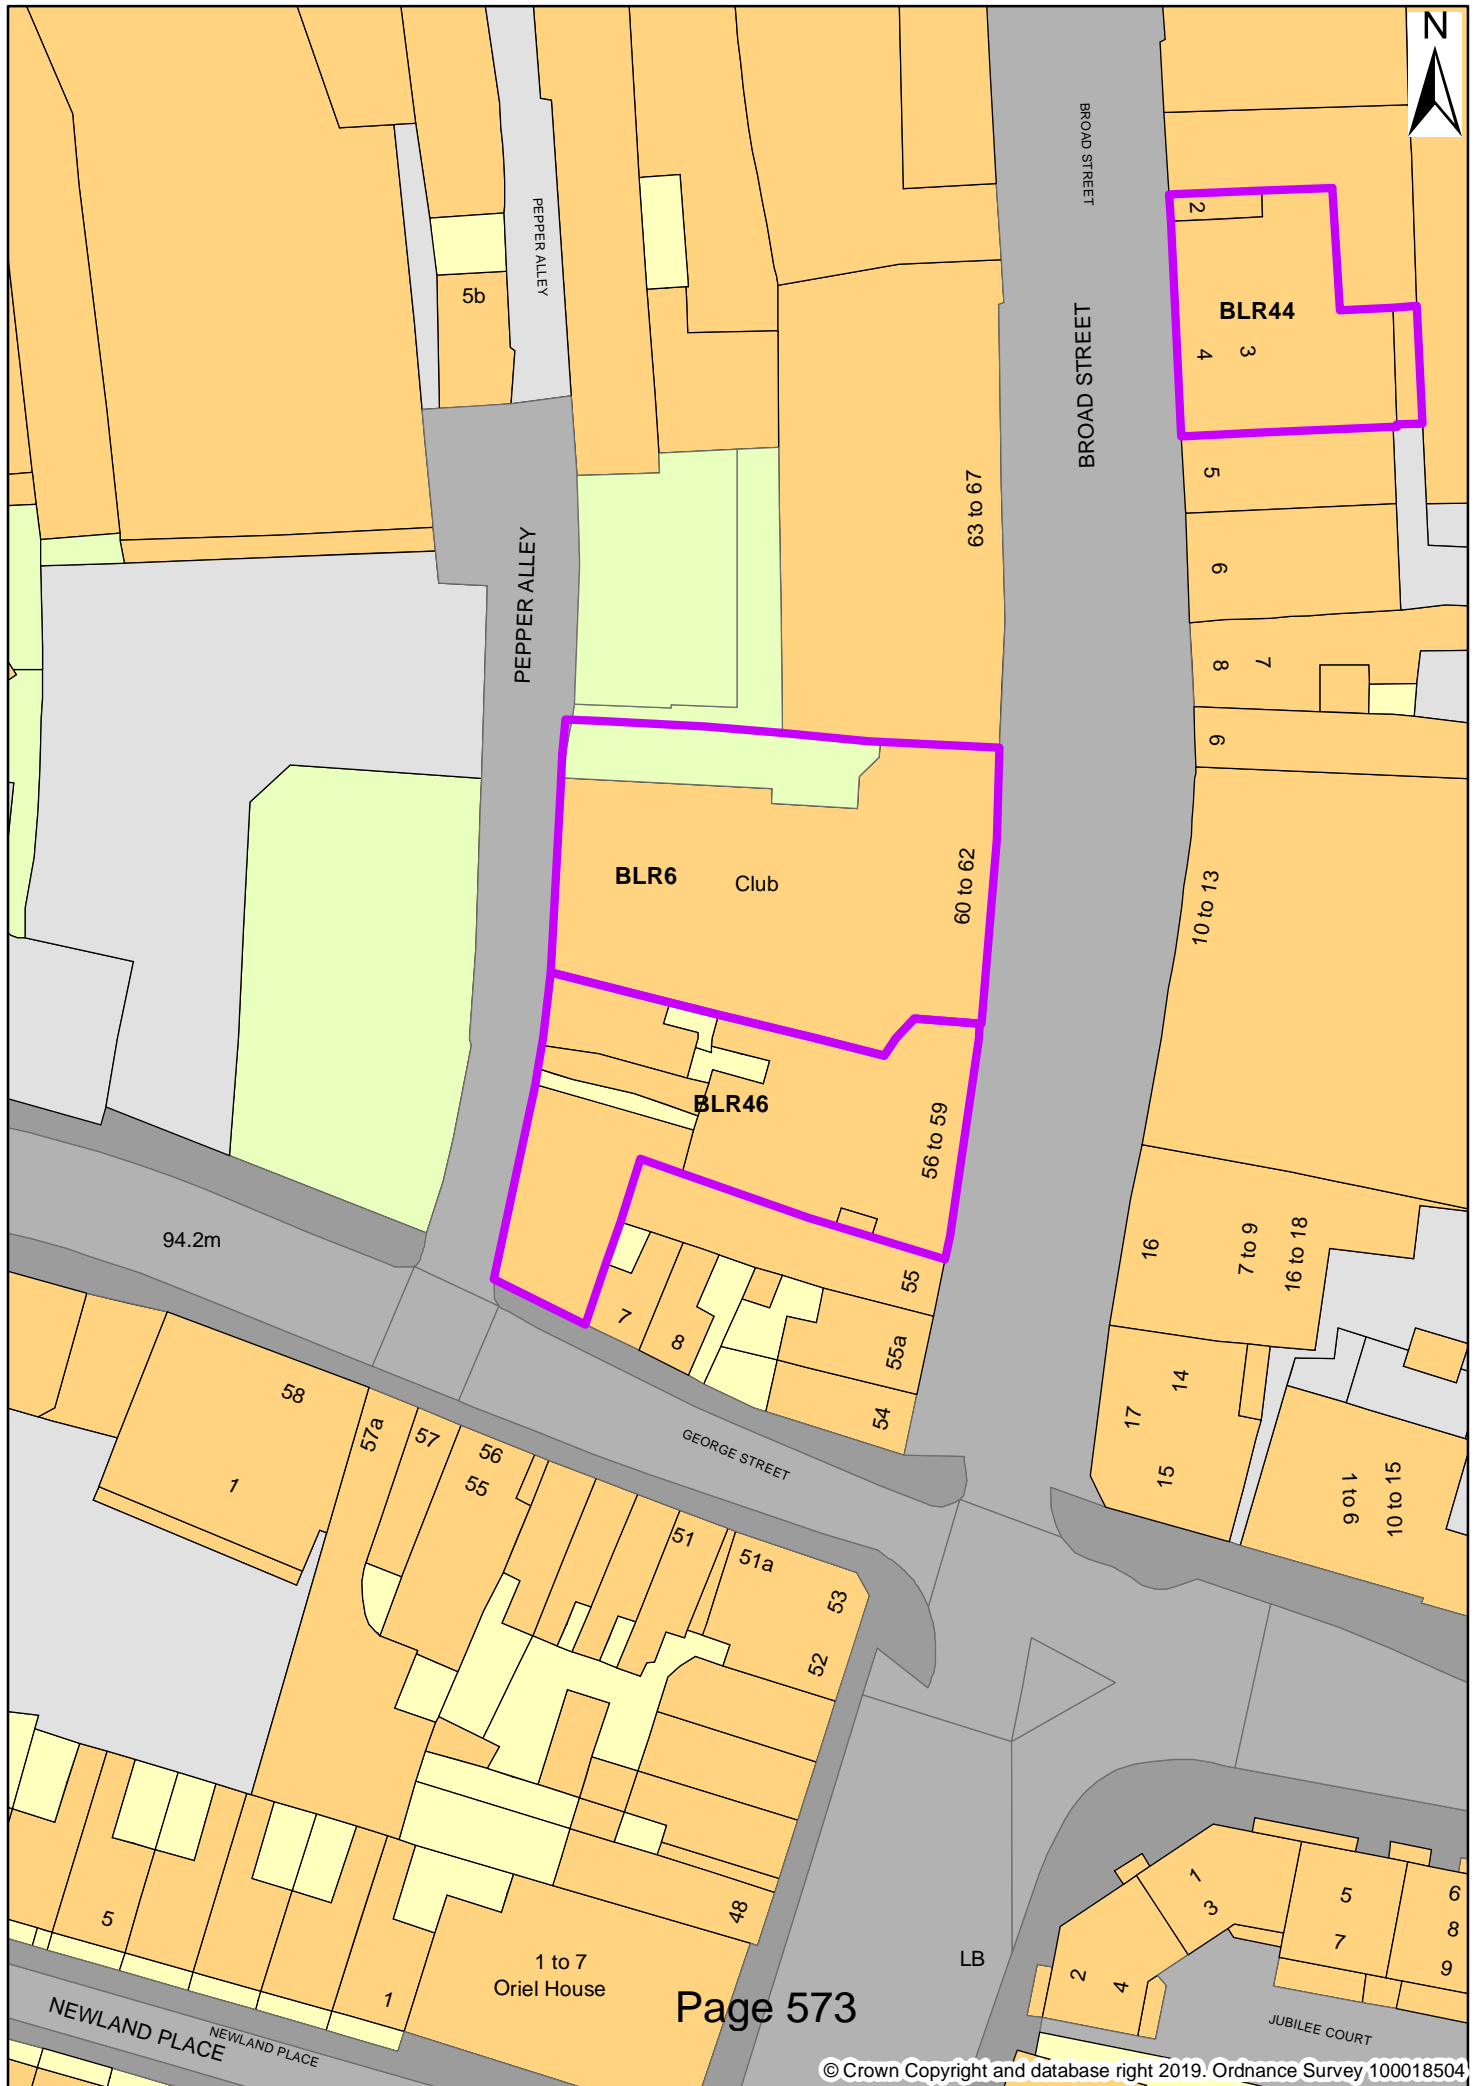 N
BROAD STREET
PEPPER ALLEY
2
5b
BLR44
4
3
BROAD STREET
5
63 to 67
6
PEPPER ALLEY
8
7
9
BLR6
Club
60 to 62
10 to 13
BLR46
56 to 59
94.2m
16
7 to 9
16 to 18
55
7
8
55a
14
17
54
58
57a
57
56
55
GEORGE STREET
15
1 to 9
10 to 15
1
51
51a
53
52
5
48
1
3
5
7
6
8
9
1 to 7
Oriel House
LB
2
4
1
Page 573
NEWLAND PLACE
NEWLAND PLACE
JUBILEE COURT
© Crown Copyright and database right 2019. Ordnance Survey 100018504